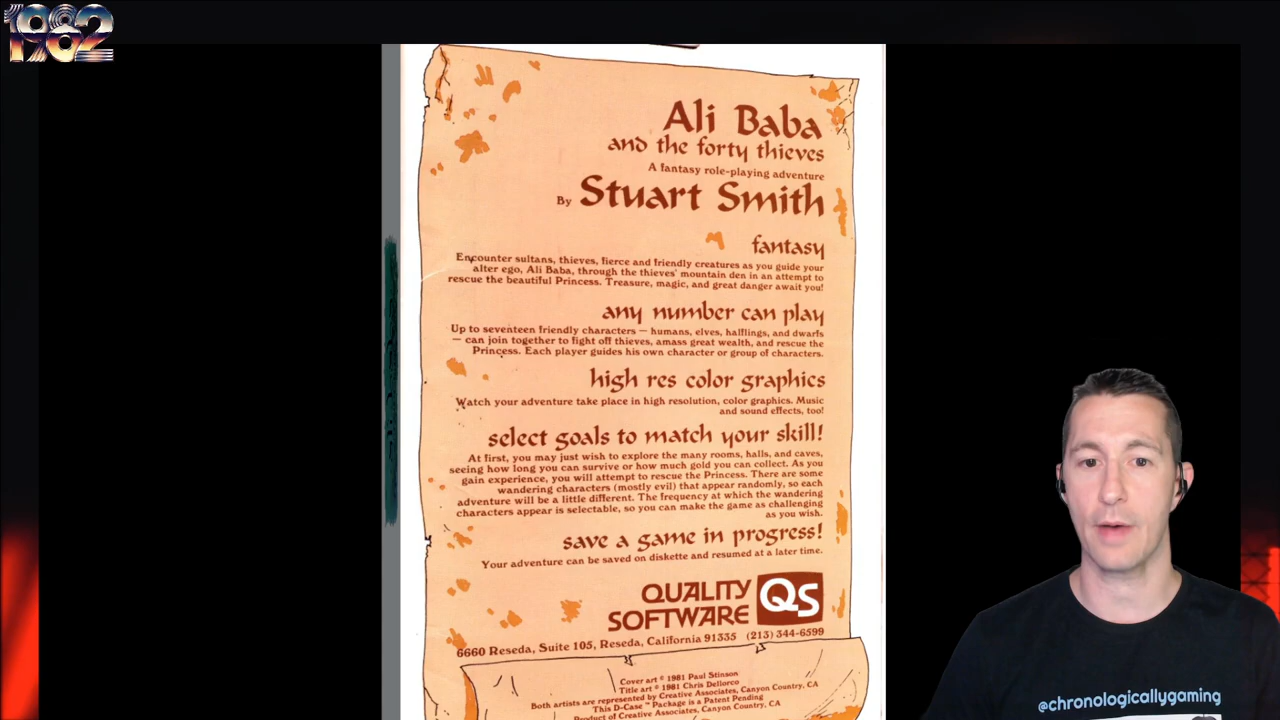 1982
Ali Baba
and the forty thieves
A fantasy role-playing adventure
By Stuart Smith
fantasy
Encounter sultans, thieves, fierce and friendly creatures as you guide your
alter ego, Ali Baba, through the thieves' mountain den in an attempt to
rescue the beautiful Princess. Treasure, magic, and great danger await you!
any number can play
Up to seventeen friendly characters — humans, elves, halflings, and dwarfs
— can join together to fight off thieves, amass great wealth, and rescue the
Princess. Each player guides his own character or group of characters.
high res color graphics
Watch your adventure take place in high resolution, color graphics. Music
and sound effects, too!
select goals to match your skill!
At first, you may just wish to explore the many rooms, halls, and caves,
seeing how long you can survive or how much gold you can collect. As you
gain experience, you will attempt to rescue the Princess. There are some
wandering characters (mostly evil) that appear randomly, so each
adventure will be a little different. The frequency at which the wandering
characters appear is selectable, so you can make the game as challenging
as you wish.
save a game in progress!
Your adventure can be saved on diskette and resumed at a later time.
QUALITY
SOFTWARE
QS
6660 Reseda, Suite 105, Reseda, California 91335 (213) 344-6599
Cover art © 1981 Paul Stinson
Title art © 1981 Chris Dellorco
Both artists are represented by Creative Associates, Canyon Country, CA
This D-Case™ Package is a Patent Pending
Product of Creative Associates, Canyon Country, CA
@chronologicallygaming